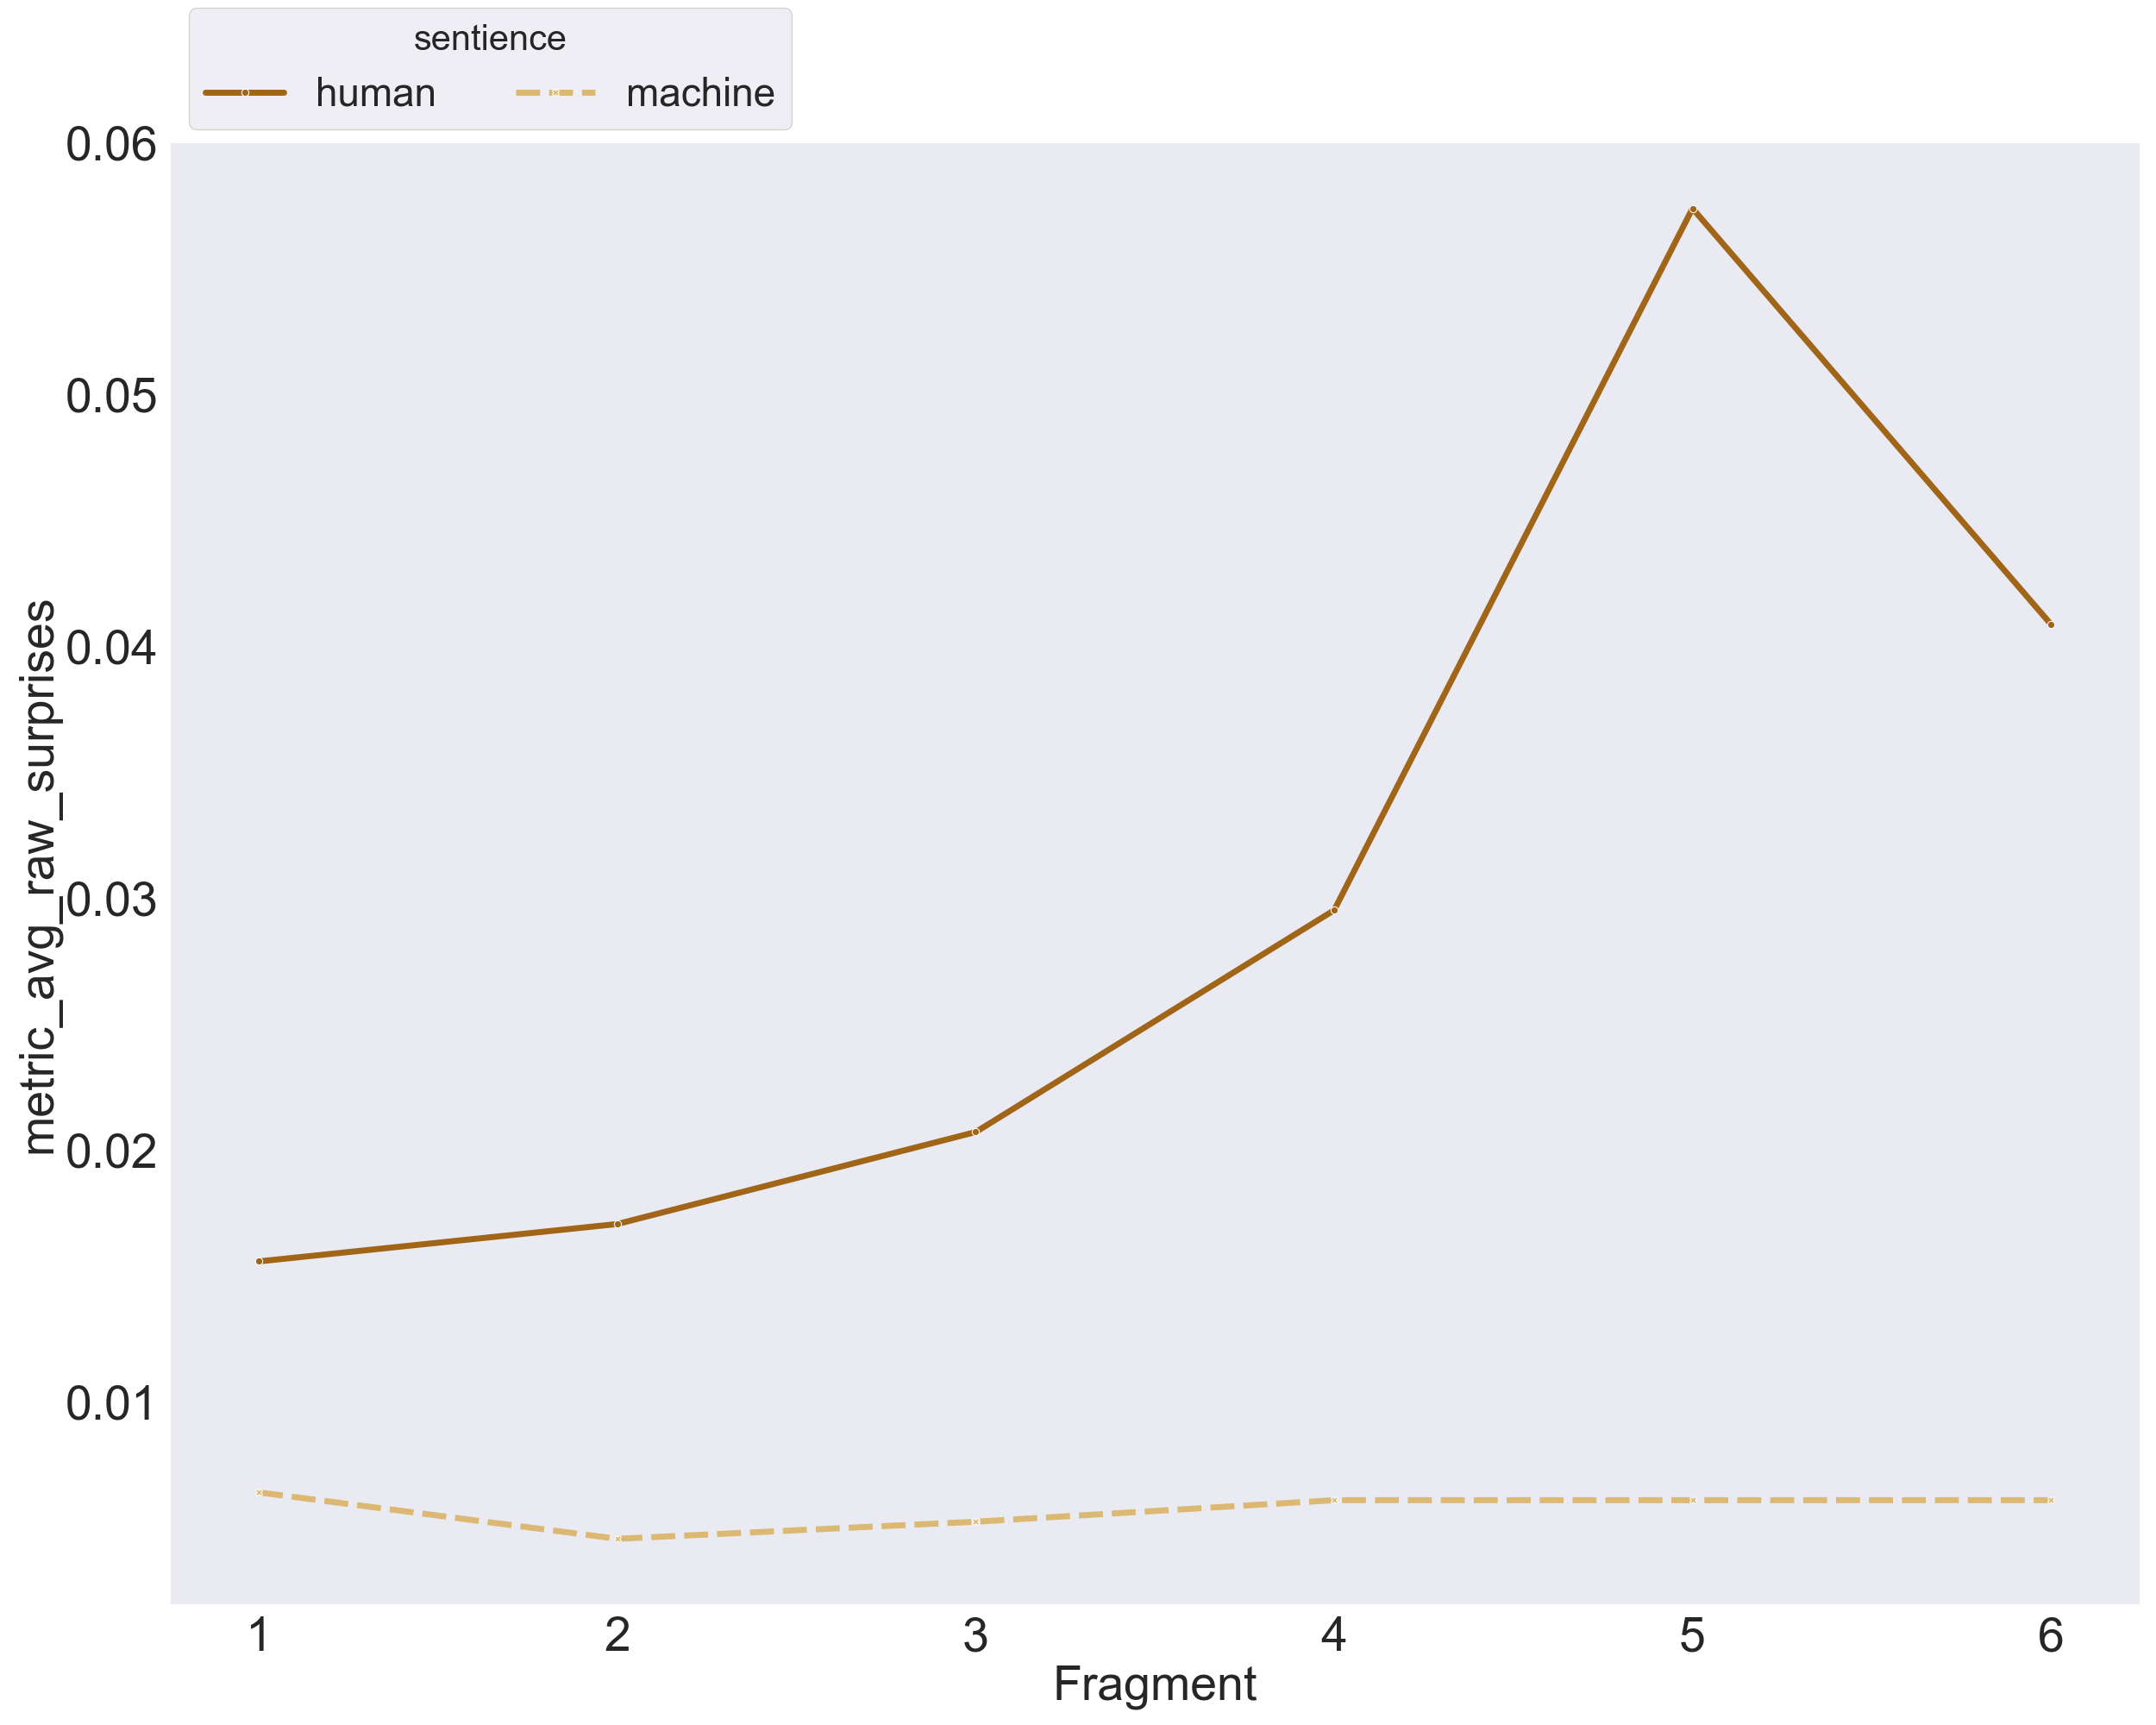 sentience
human machine
0.06
0.05
0.04
0.03
0.02
0.01
metric_avg_raw_surprises
1 2 3 4 5 6
Fragment